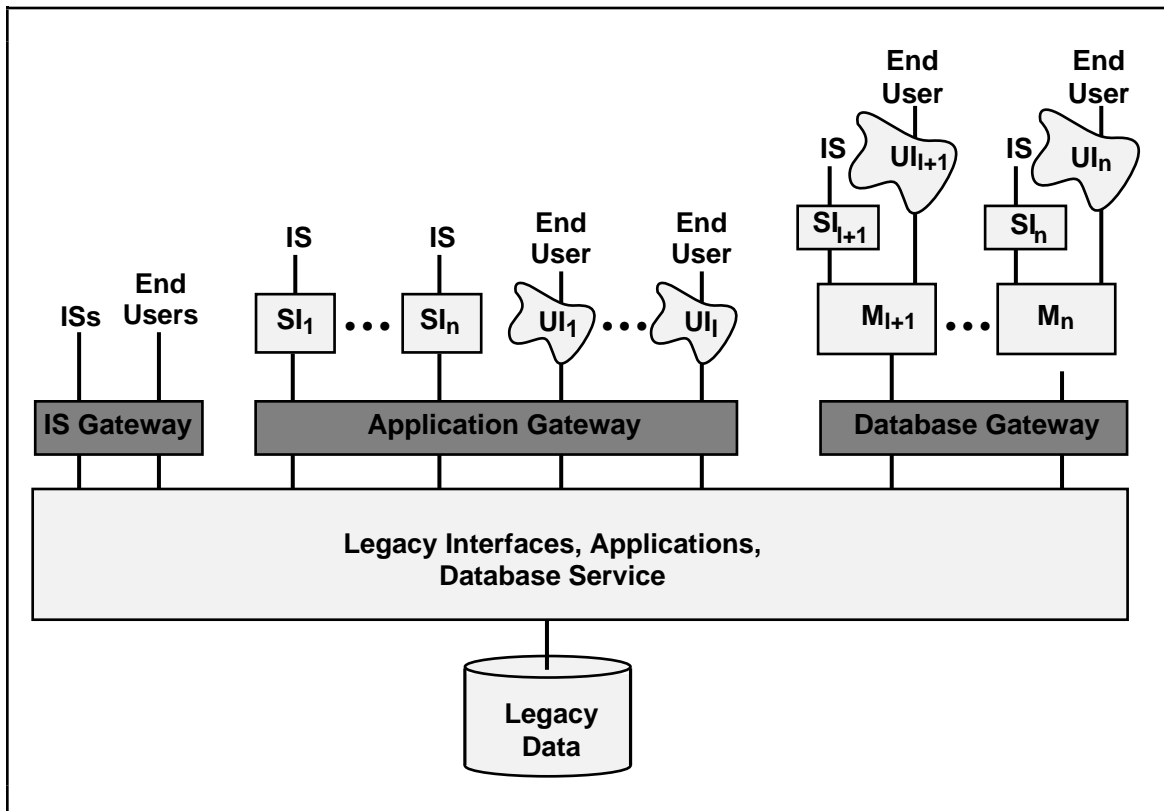 End
User
End
User
IS
UIl+1
IS
UIn
SIl+1
SIn
IS
IS
End
User
End
User
ISs
End
Users
SI1
•••
SIn
UI1
•••
UIl
Ml+1
•••
Mn
IS Gateway
Application Gateway
Database Gateway
Legacy Interfaces, Applications,
Database Service
Legacy
Data